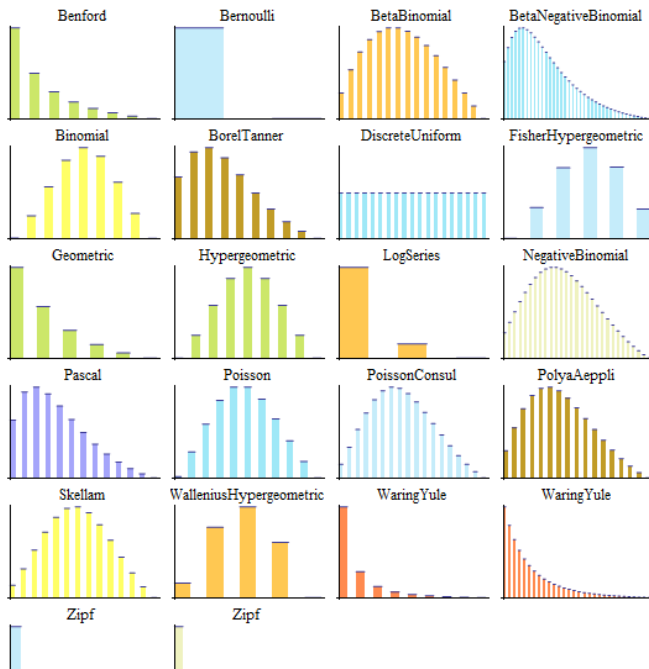 Benford
Bernoulli
BetaBinomial
BetaNegativeBinomial
Binomial
BorelTanner
DiscreteUniform
FisherHypergeometric
Geometric
Hypergeometric
LogSeries
NegativeBinomial
Pascal
Poisson
PoissonConsul
PolyaAeppli
Skellam
WalleniusHypergeometric
WaringYule
WaringYule
Zipf
Zipf